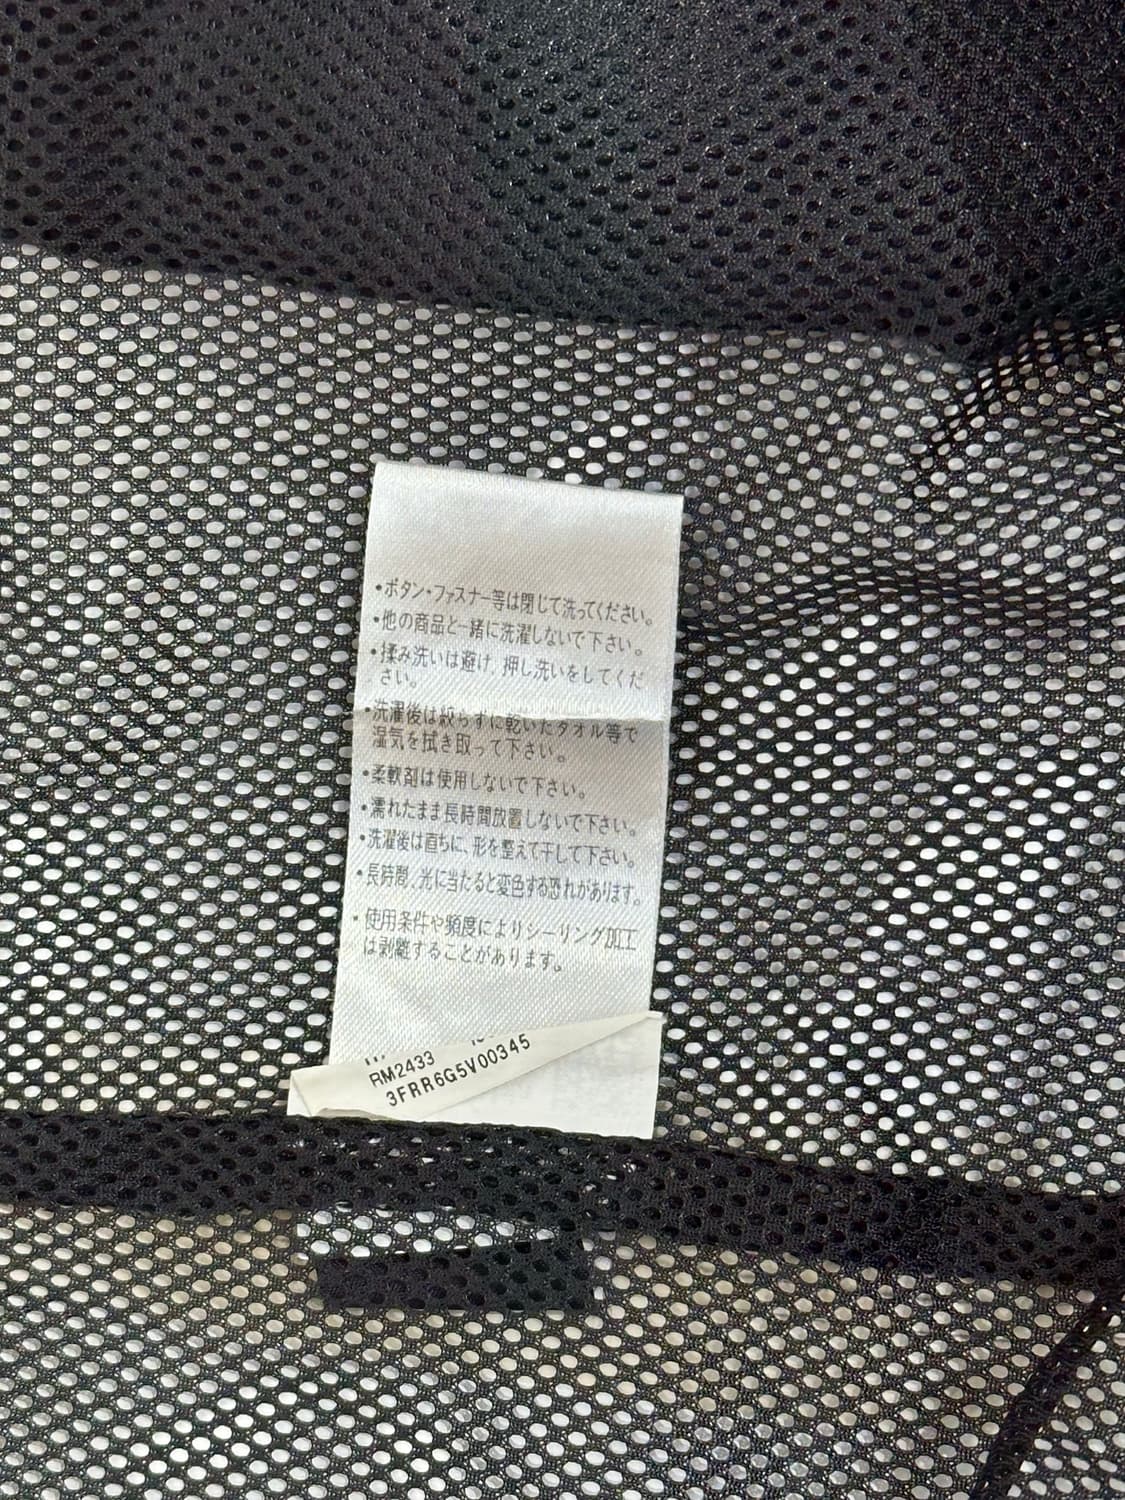 ・ボタン・ファスナー等は閉じて洗ってください。
・他の商品と一緒に洗濯しないで下さい。
・揉み洗いは避け、押し洗いをしてくだ
さい。
・洗濯後は絞らずに乾いたタオル等で
湿気を拭き取って下さい。
・柔軟剤は使用しないで下さい。
・濡れたまま長時間放置しないで下さい。
・洗濯後は直ちに、形を整えて干して下さい。
・長時間、光に当たると変色する恐れがあります。
・使用条件や頻度によりシーリング加工
は剥離することがあります。
RM2433
3FRR6G5V00345